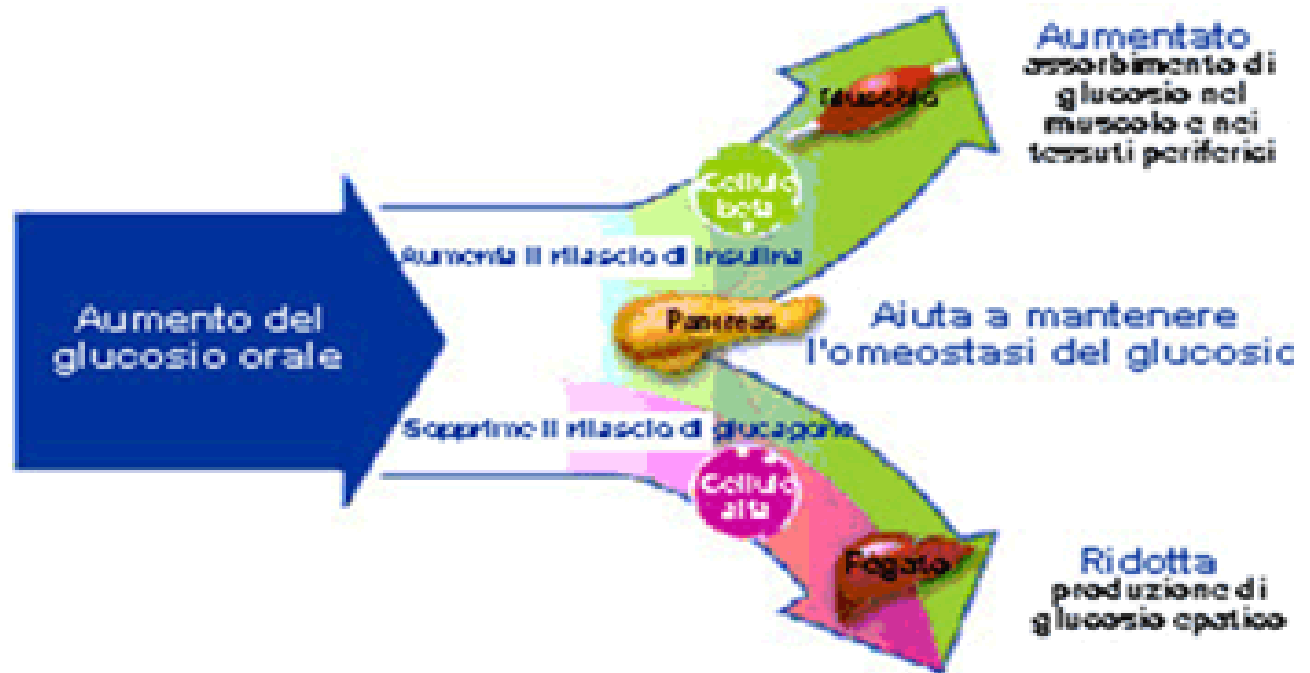 Aumento del
glucosio orale
Aumenta il rilascio di insulina
Cellule
beta
Muscolo
Aumentato
assorbimento di
glucosio nel
muscolo e nei
tessuti periferici
Pancreas
Aiuta a mantenere
l'omeostasi del glucosio
Sopprime il rilascio di glucagone
Cellule
alfa
Fegato
Ridotta
produzione di
glucosio epatico